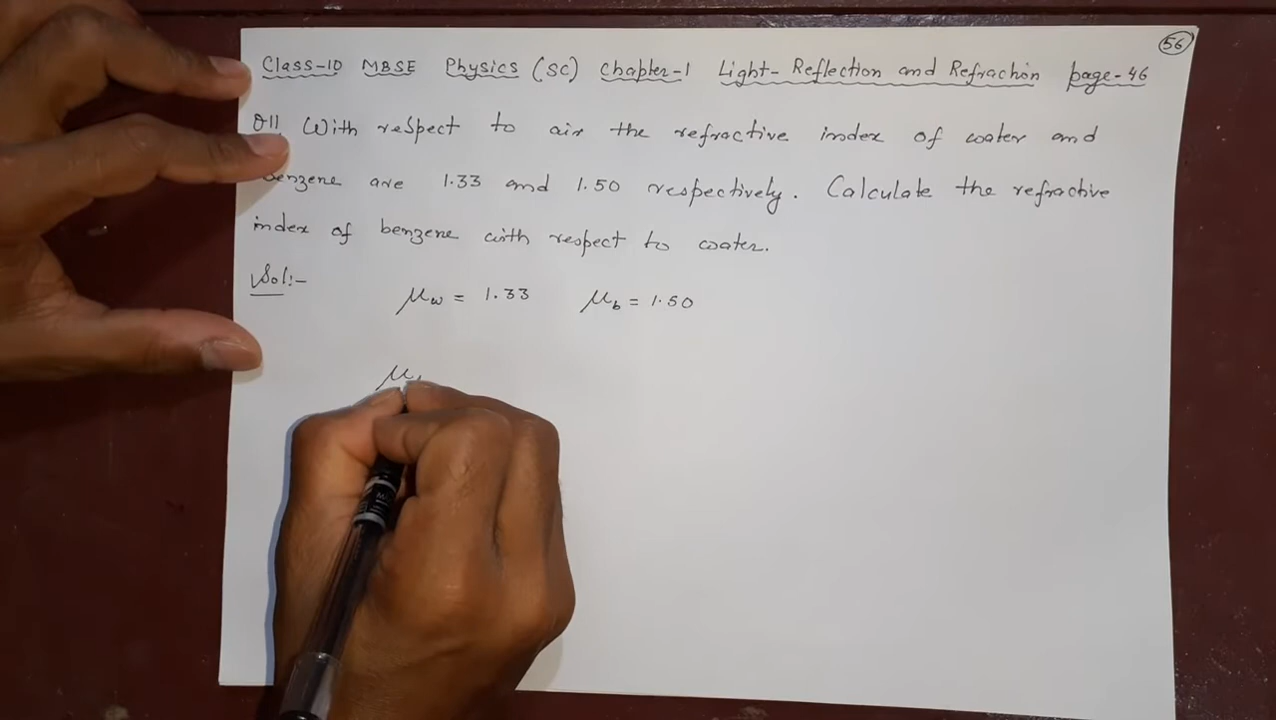 56
Class-10 MBSE Physics (SC) Chapter-1 Light-Reflection and Refraction page-46
Q11. With respect to air the refractive index of water and
benzene are 1.33 and 1.50 respectively. Calculate the refractive
index of benzene with respect to water.
Sol:-
μw = 1.33 μb = 1.50
μ